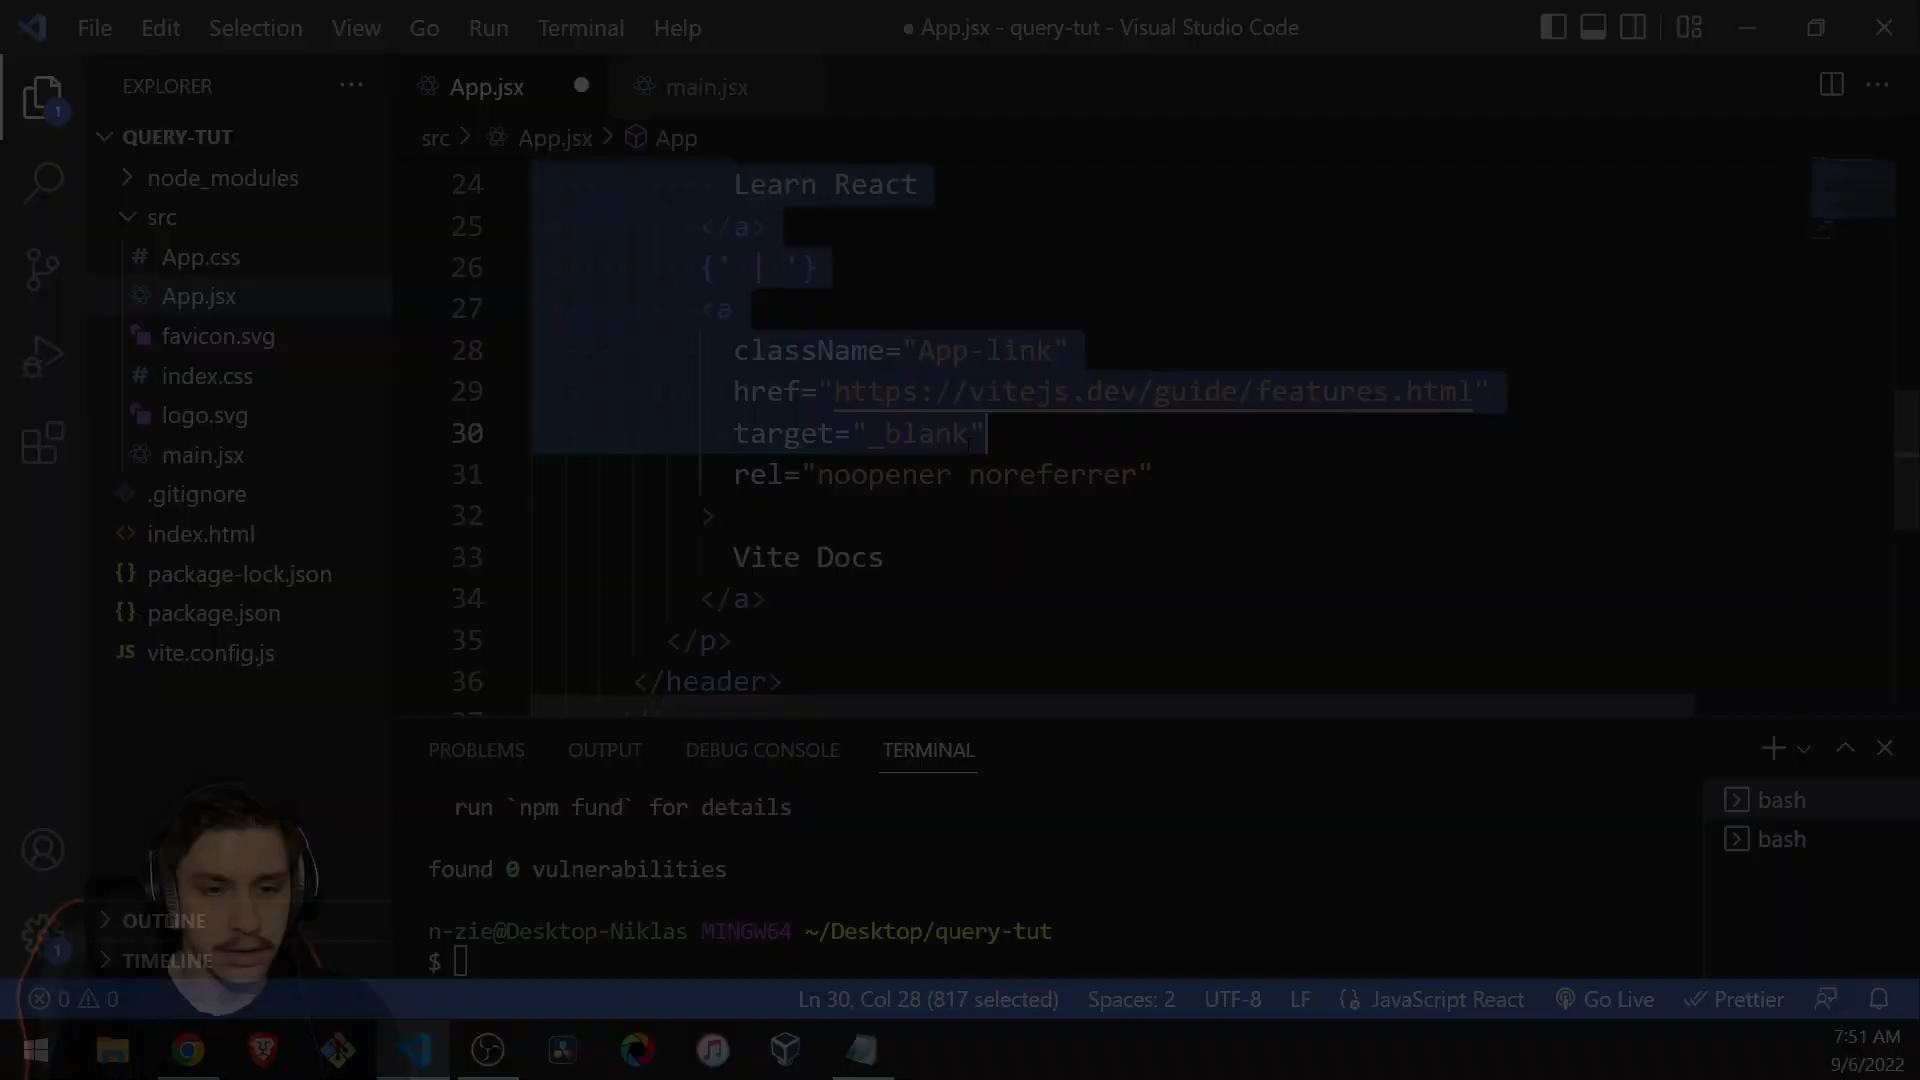 File Edit Selection View Go Run Terminal Help
● App.jsx - query-tut - Visual Studio Code
EXPLORER
QUERY-TUT
node_modules
src
# App.css
App.jsx
favicon.svg
# index.css
logo.svg
main.jsx
.gitignore
<> index.html
{} package-lock.json
{} package.json
JS vite.config.js
OUTLINE
TIMELINE
1
1
App.jsx ●
main.jsx
src > App.jsx > App
24 Learn React
25 </a>
26 {' | '}
27 <a
28 className="App-link"
29 href="https://vitejs.dev/guide/features.html"
30 target="_blank"
31 rel="noopener noreferrer"
32 >
33 Vite Docs
34 </a>
35 </p>
36 </header>
PROBLEMS OUTPUT DEBUG CONSOLE TERMINAL
run `npm fund` for details
found 0 vulnerabilities
n-zie@Desktop-Niklas MINGW64 ~/Desktop/query-tut
$
bash
bash
0 0 Ln 30, Col 28 (817 selected) Spaces: 2 UTF-8 LF JavaScript React Go Live Prettier
7:51 AM
9/6/2022